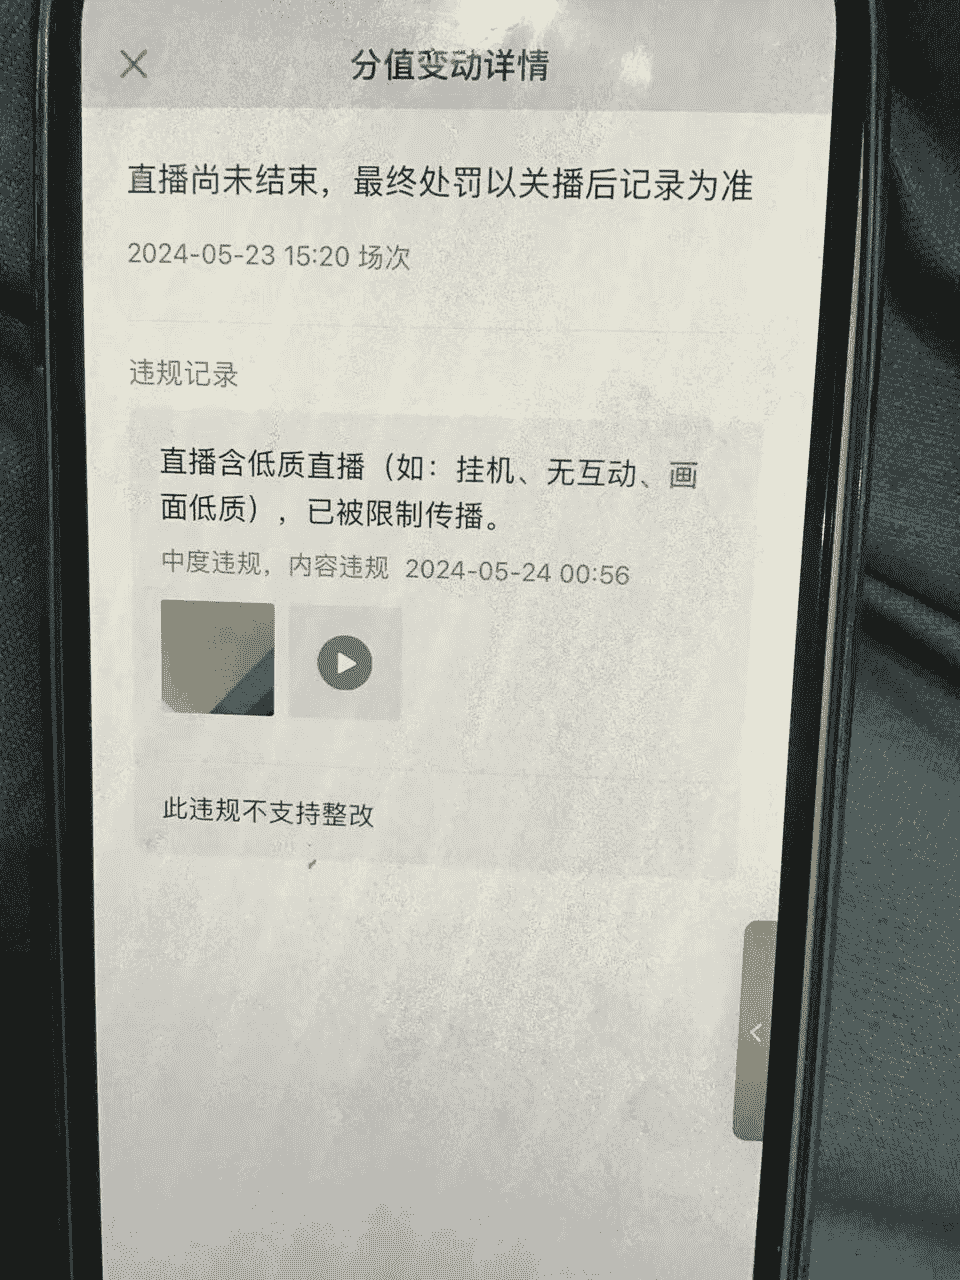 分值变动详情
直播尚未结束，最终处罚以关播后记录为准
2024-05-23 15:20 场次
违规记录
直播含低质直播（如：挂机、无互动、画
面低质），已被限制传播。
中度违规，内容违规 2024-05-24 00:56
此违规不支持整改